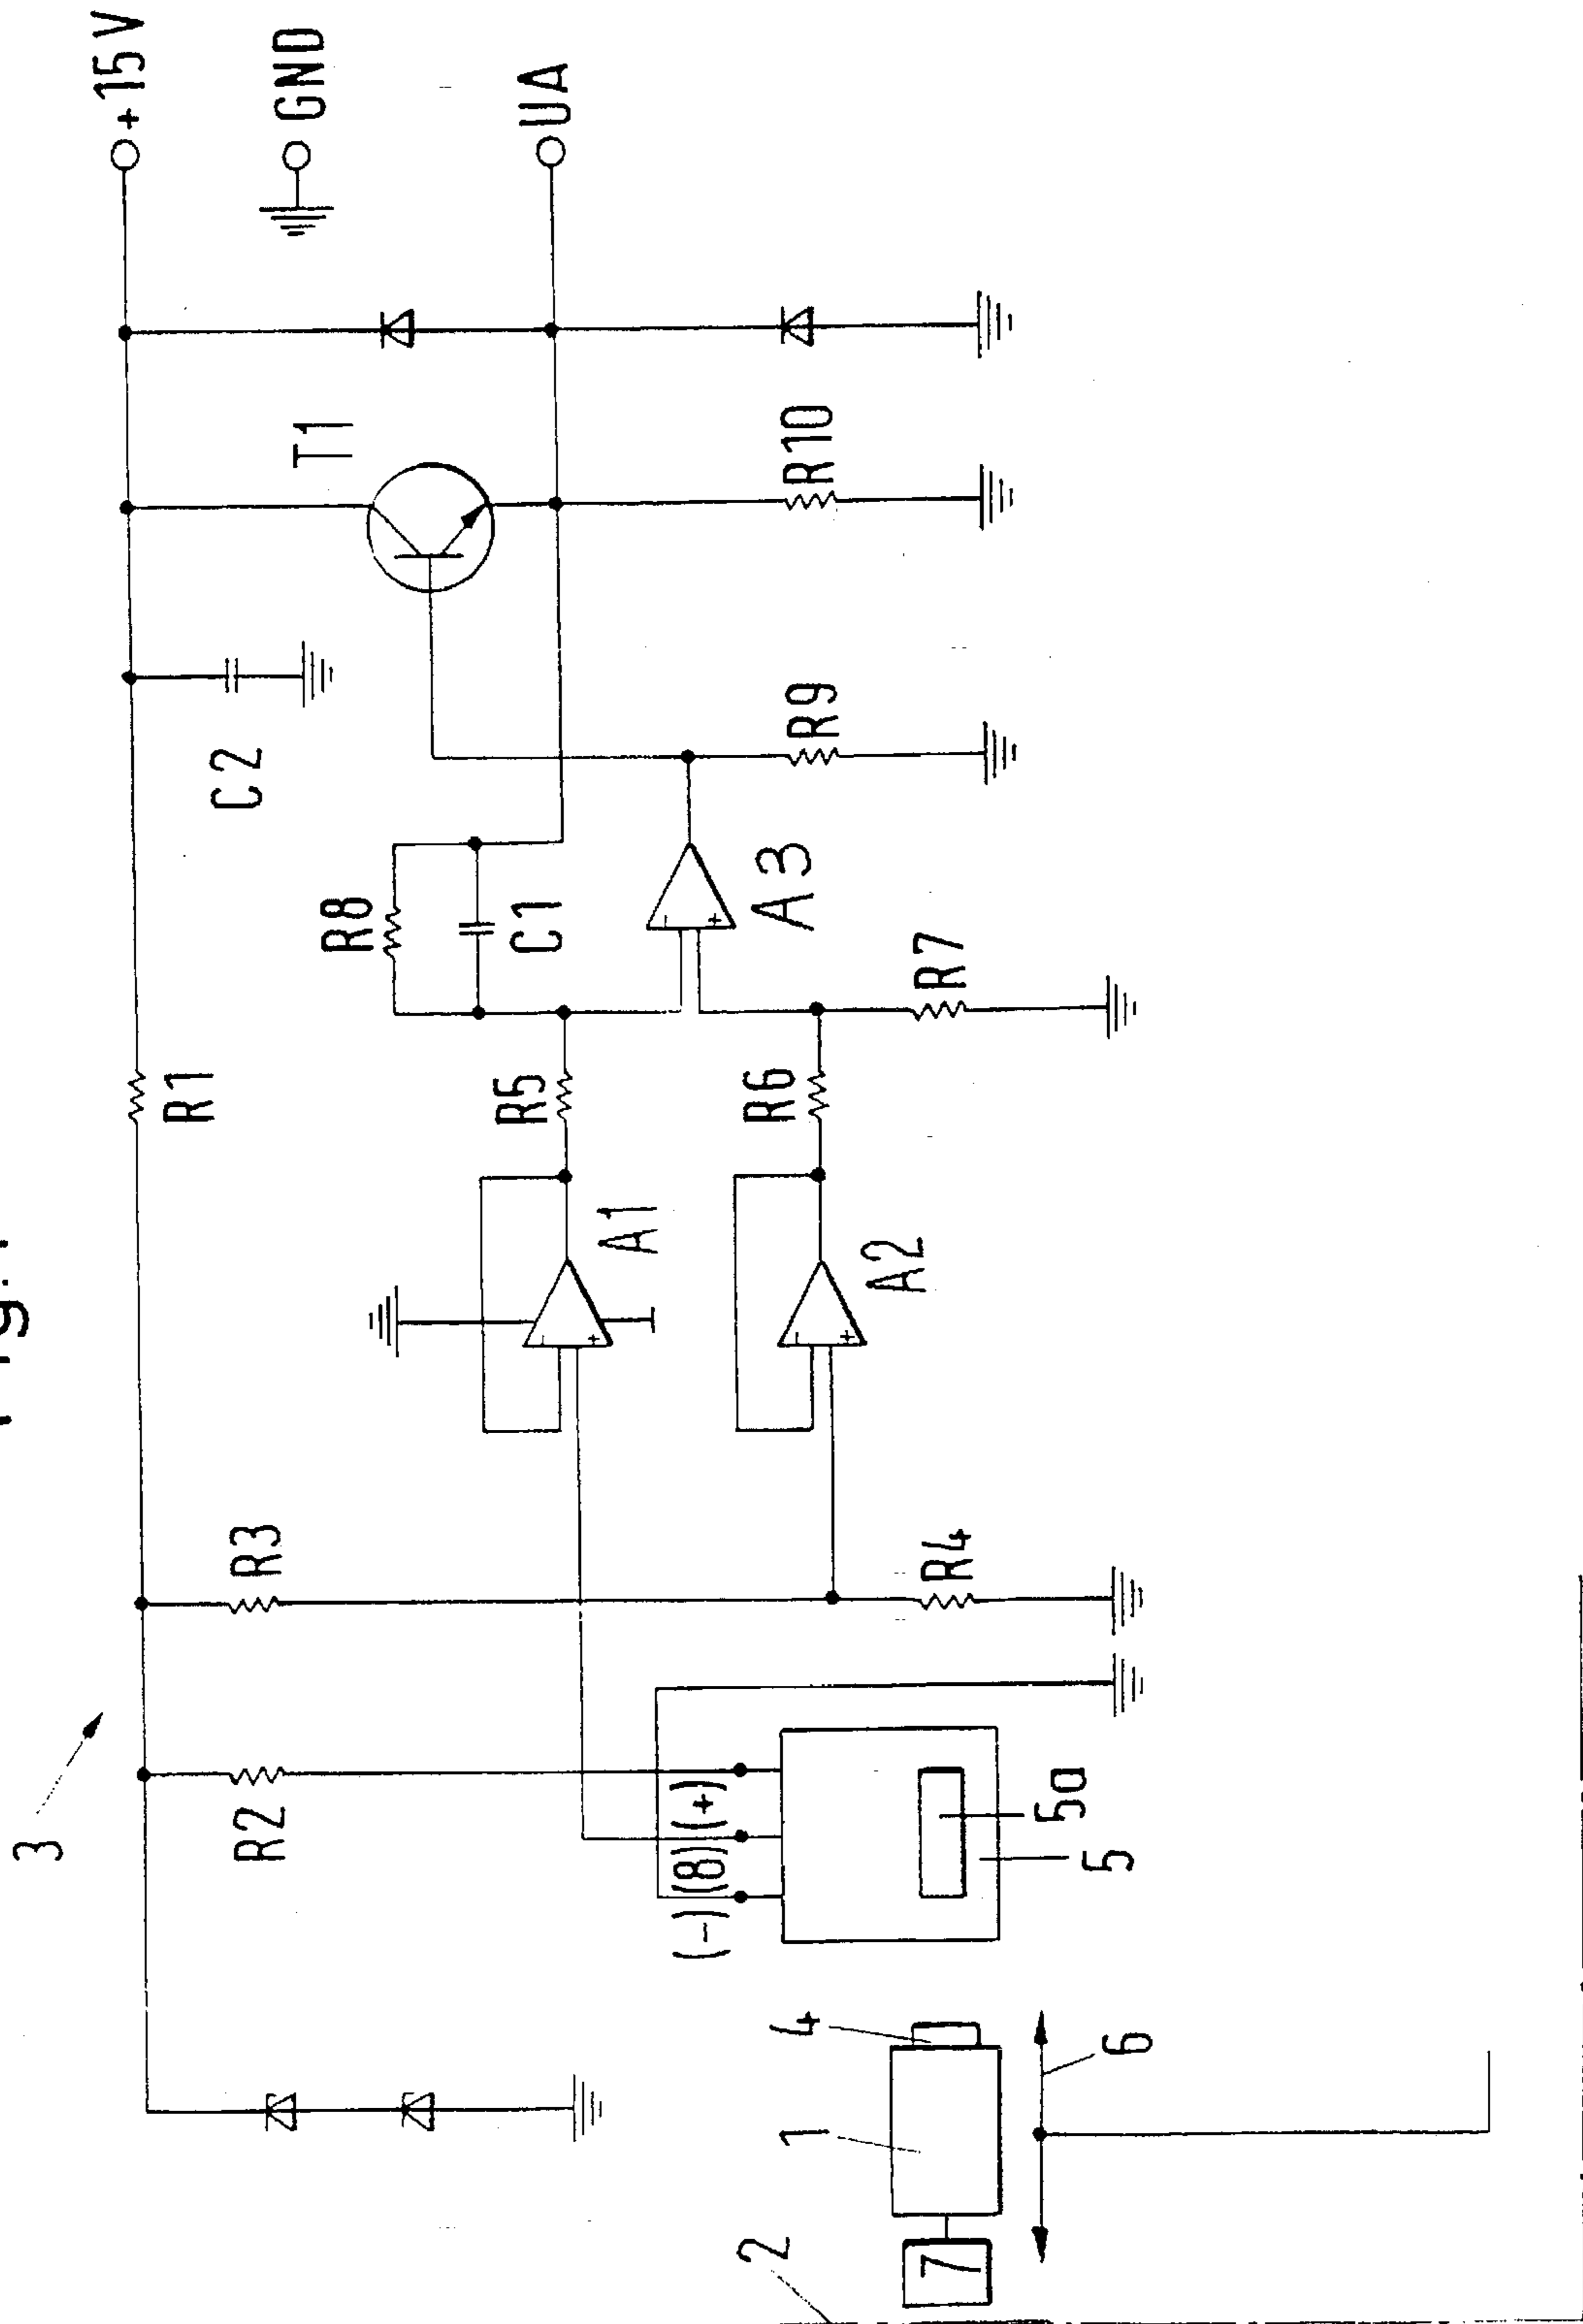 3
+15V
GND
UA
T1
C2
R1
R3
R2
R8
C1
R5
A1
A3
R10
R9
R7
R6
A2
R4
(-)(8)(+)
5a
5
4
1
6
7
2